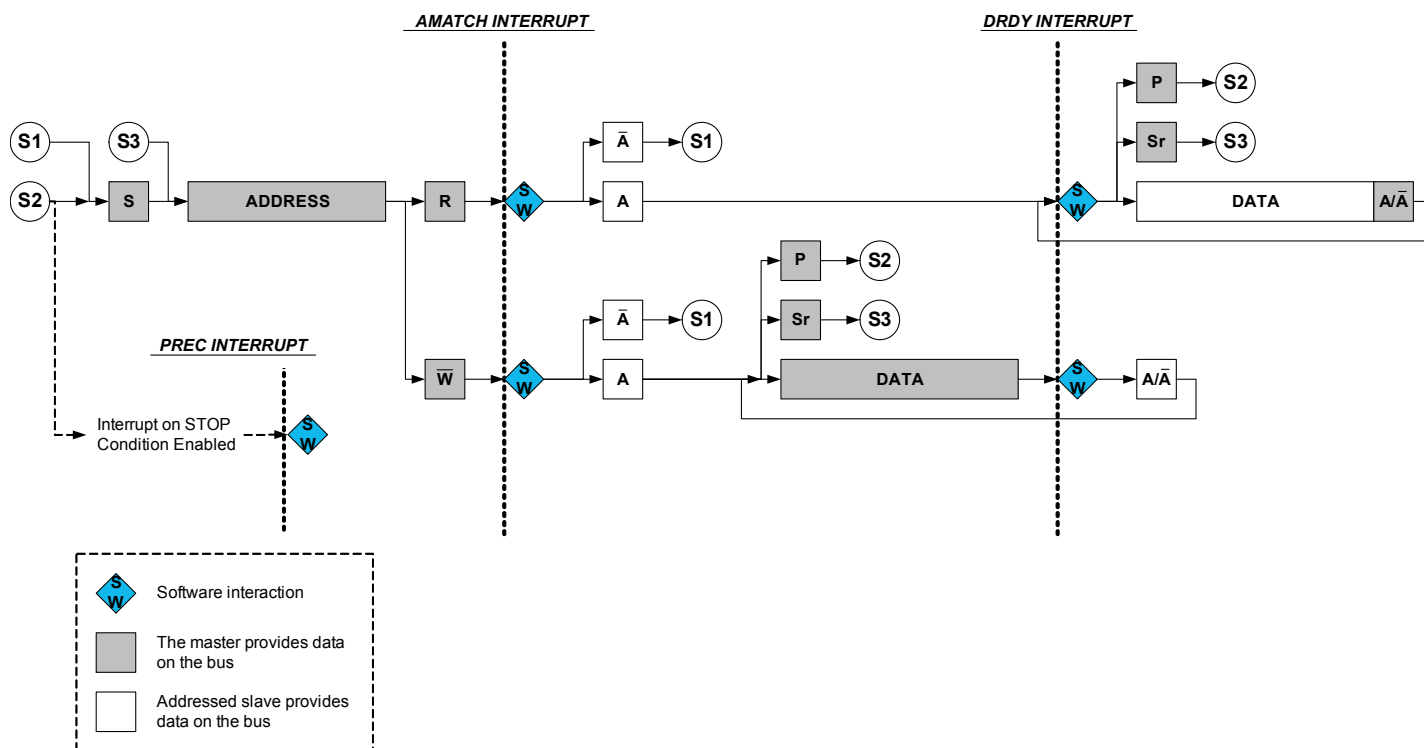 AMATCH INTERRUPT
DRDY INTERRUPT
P
S2
S1
S3
Ā
S1
Sr
S3
S2
S
ADDRESS
R
S
W
A
S
W
DATA
A/Ā
P
S2
Ā
S1
Sr
S3
PREC INTERRUPT
W̅
S
W
A
DATA
S
W
A/Ā
Interrupt on STOP
Condition Enabled
S
W
S
W
Software interaction
The master provides data
on the bus
Addressed slave provides
data on the bus